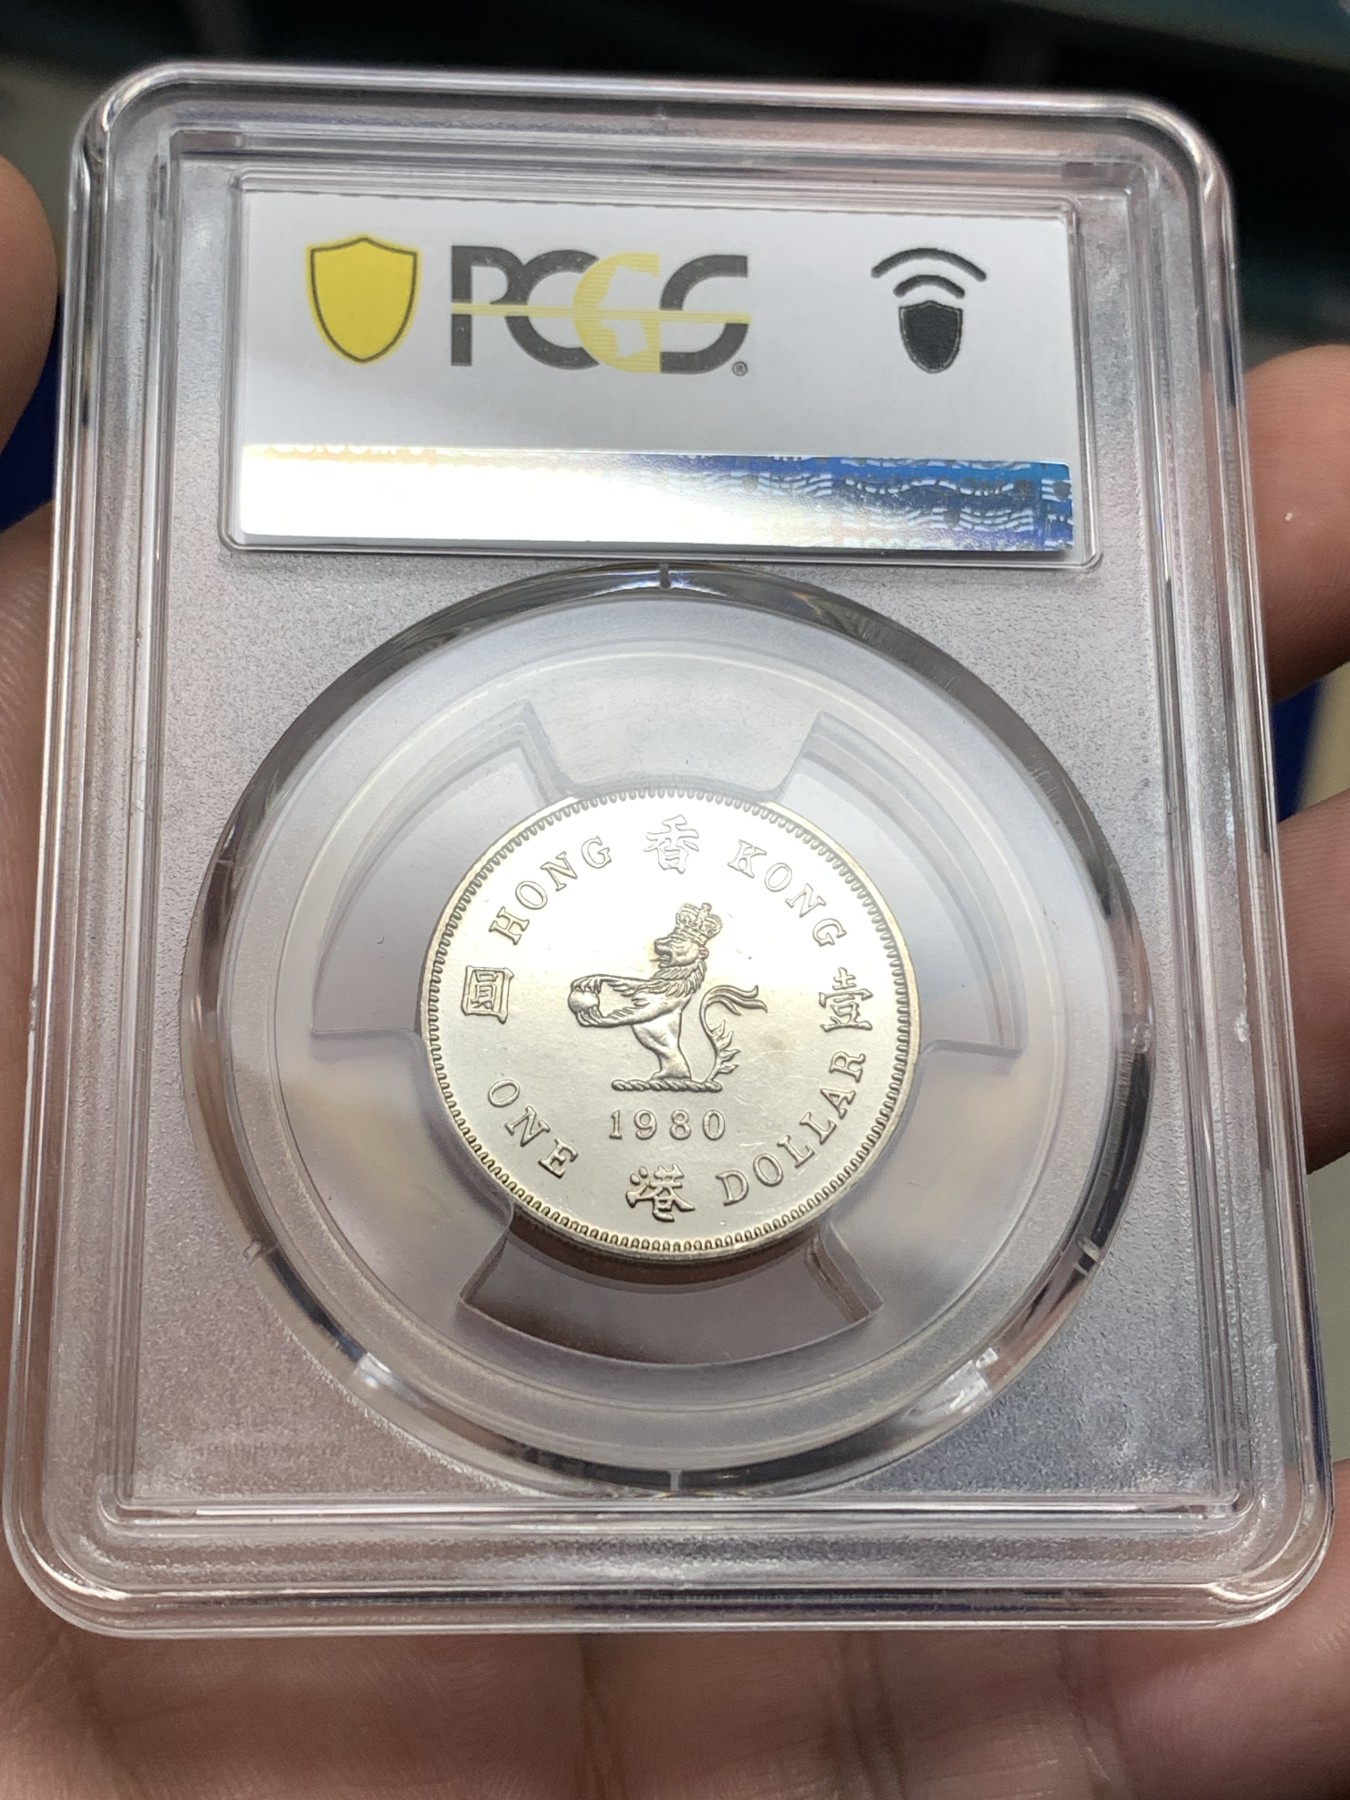 PCGS®
HONG 香 KONG
圓 壹
1980
ONE 港 DOLLAR